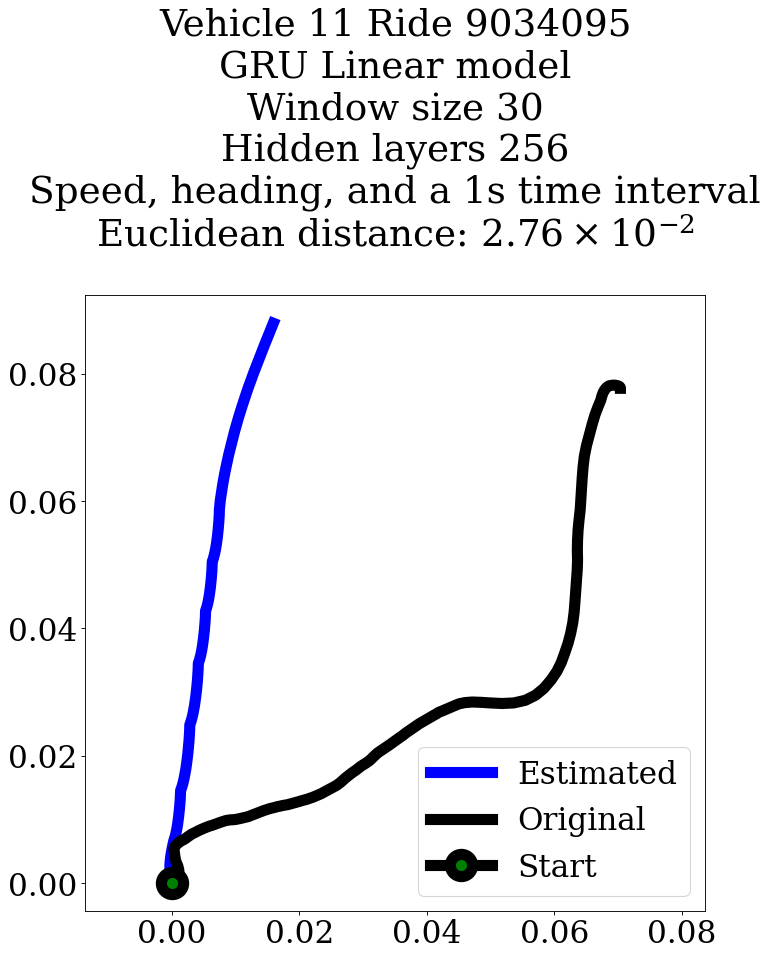 Vehicle 11 Ride 9034095
GRU Linear model
Window size 30
Hidden layers 256
Speed, heading, and a 1s time interval
Euclidean distance: 2.76 × 10⁻²
0.08
0.06
0.04
0.02
0.00
Estimated
Original
Start
0.00 0.02 0.04 0.06 0.08